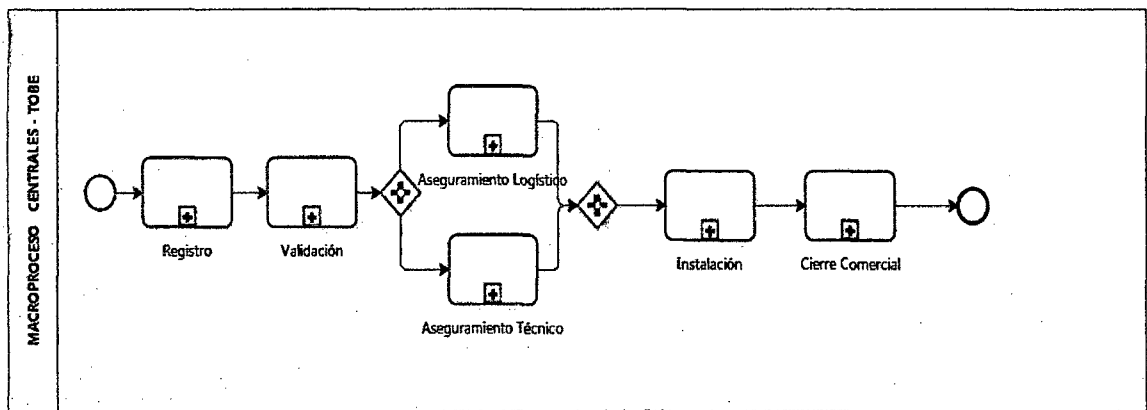 MACROPROCESO CENTRALES - TOBE
Registro
Validación
Aseguramiento Logístico
Aseguramiento Técnico
Instalación
Cierre Comercial